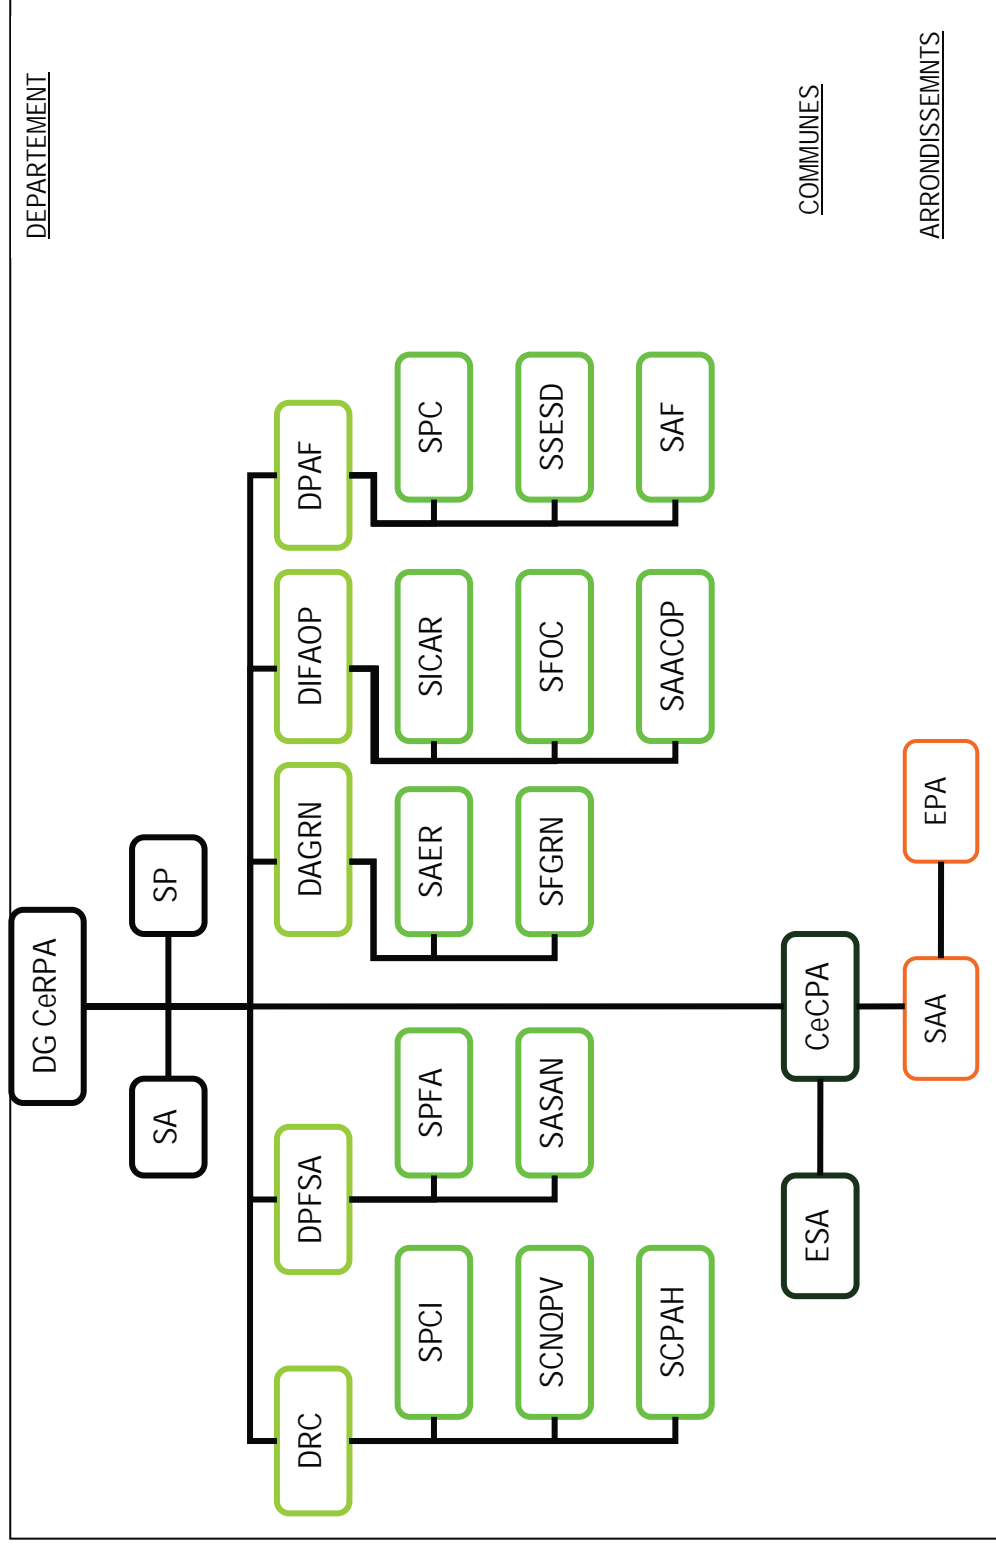 DEPARTEMENT
DG CeRPA
SA
SP
DRC
DPFSA
DAGRN
DIFAOP
DPAF
SPCI
SPFA
SAER
SICAR
SPC
SCNQPV
SASAN
SFGRN
SFOC
SSESD
SCPAH
SAACOP
SAF
COMMUNES
ESA
CeCPA
ARRONDISSEMNTS
SAA
EPA